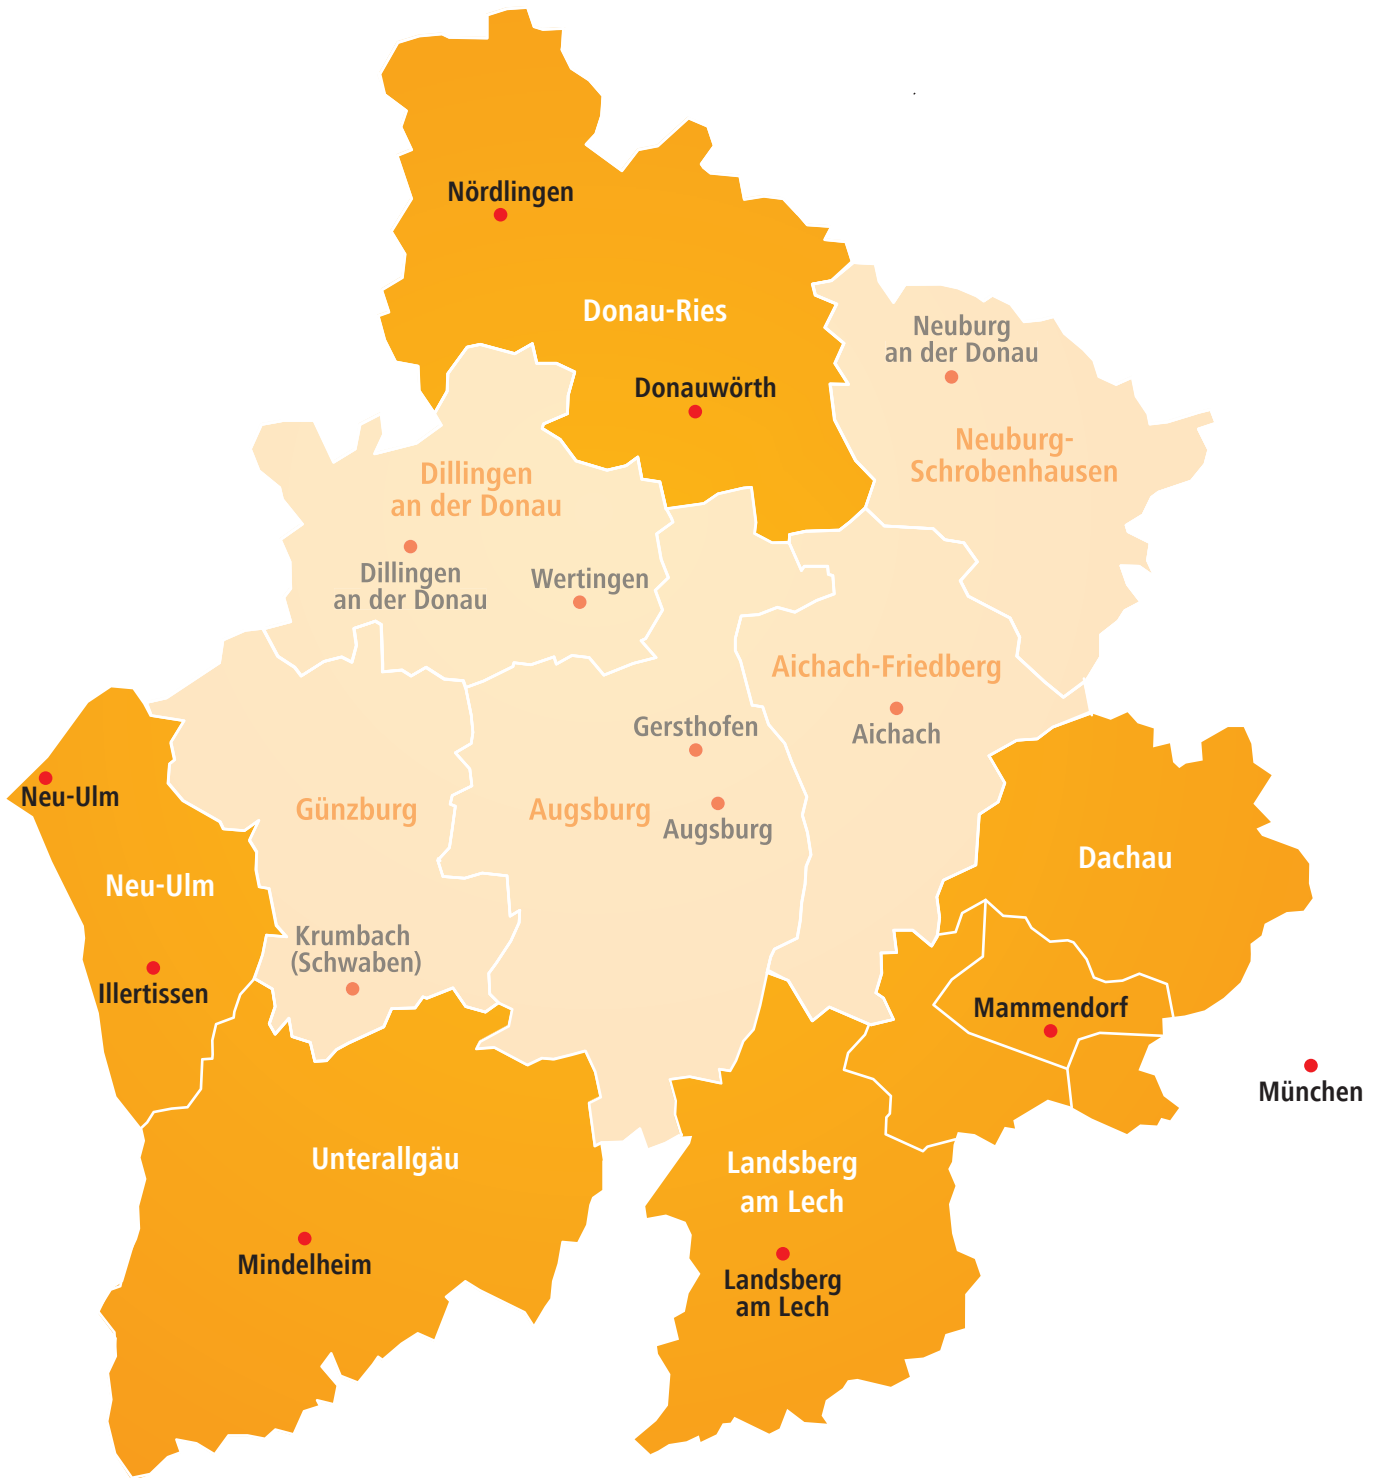 Nördlingen
Donau-Ries
Neuburg
an der Donau
Donauwörth
Neuburg-
Schrobenhausen
Dillingen
an der Donau
Dillingen
an der Donau
Wertingen
Aichach-Friedberg
Aichach
Gersthofen
Neu-Ulm
Günzburg
Augsburg
Augsburg
Dachau
Neu-Ulm
Krumbach
(Schwaben)
Illertissen
Mammendorf
München
Unterallgäu
Landsberg
am Lech
Mindelheim
Landsberg
am Lech